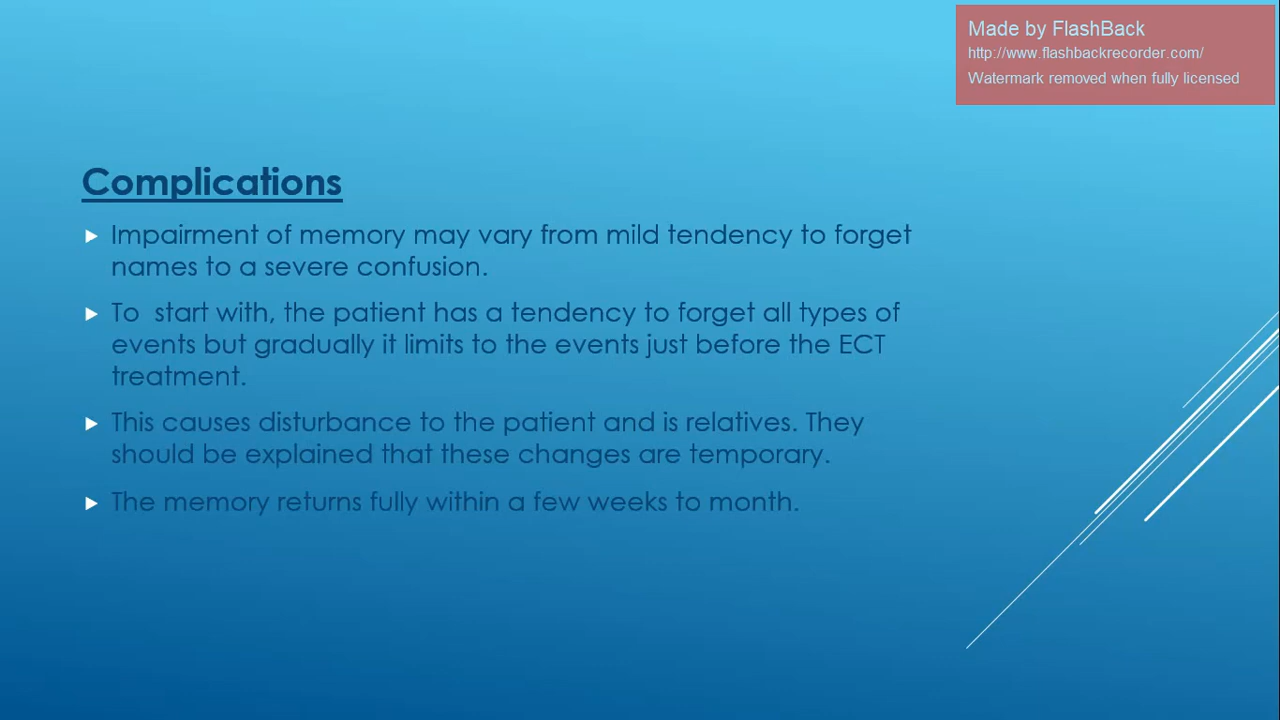 Made by FlashBack
http://www.flashbackrecorder.com/
Watermark removed when fully licensed
Complications
Impairment of memory may vary from mild tendency to forget
names to a severe confusion.
To  start with, the patient has a tendency to forget all types of
events but gradually it limits to the events just before the ECT
treatment.
This causes disturbance to the patient and is relatives. They
should be explained that these changes are temporary.
The memory returns fully within a few weeks to month.